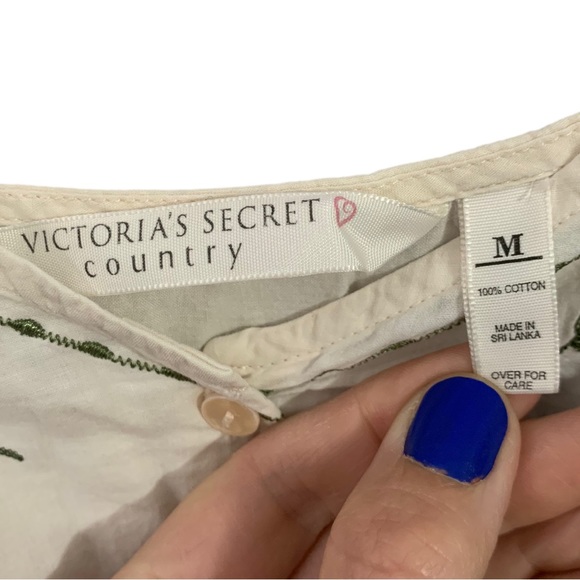 VICTORIA'S SECRET
country
M
100% COTTON
MADE IN
SRI LANKA
OVER FOR
CARE